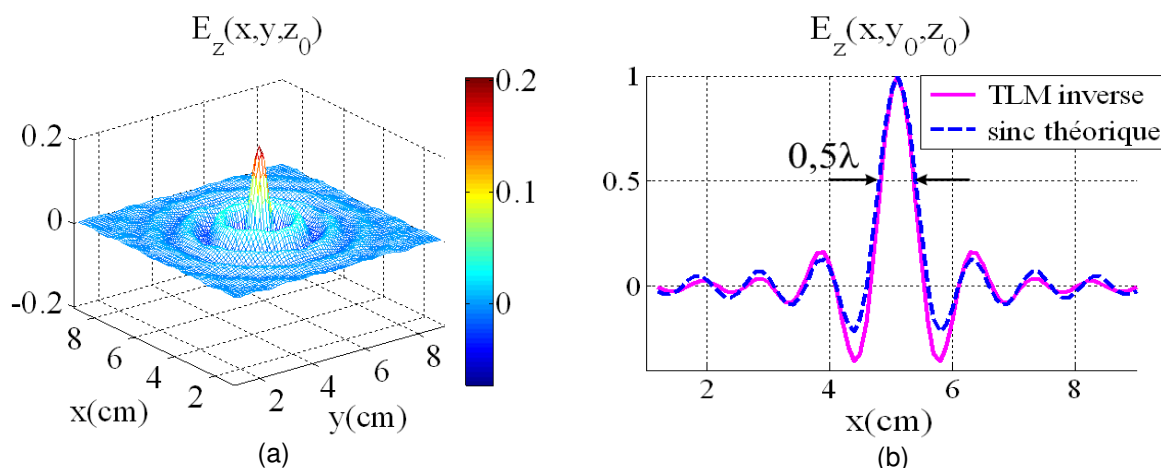 E_z(x,y,z_0)
0.2
0.1
0
-0.2
8
6
4
2
x(cm)
2
4
6
8
y(cm)
0.2
0.1
0
(a)
E_z(x,y_0,z_0)
1
0.5
0
TLM inverse
sinc théorique
0,5λ
2
4
6
8
x(cm)
(b)